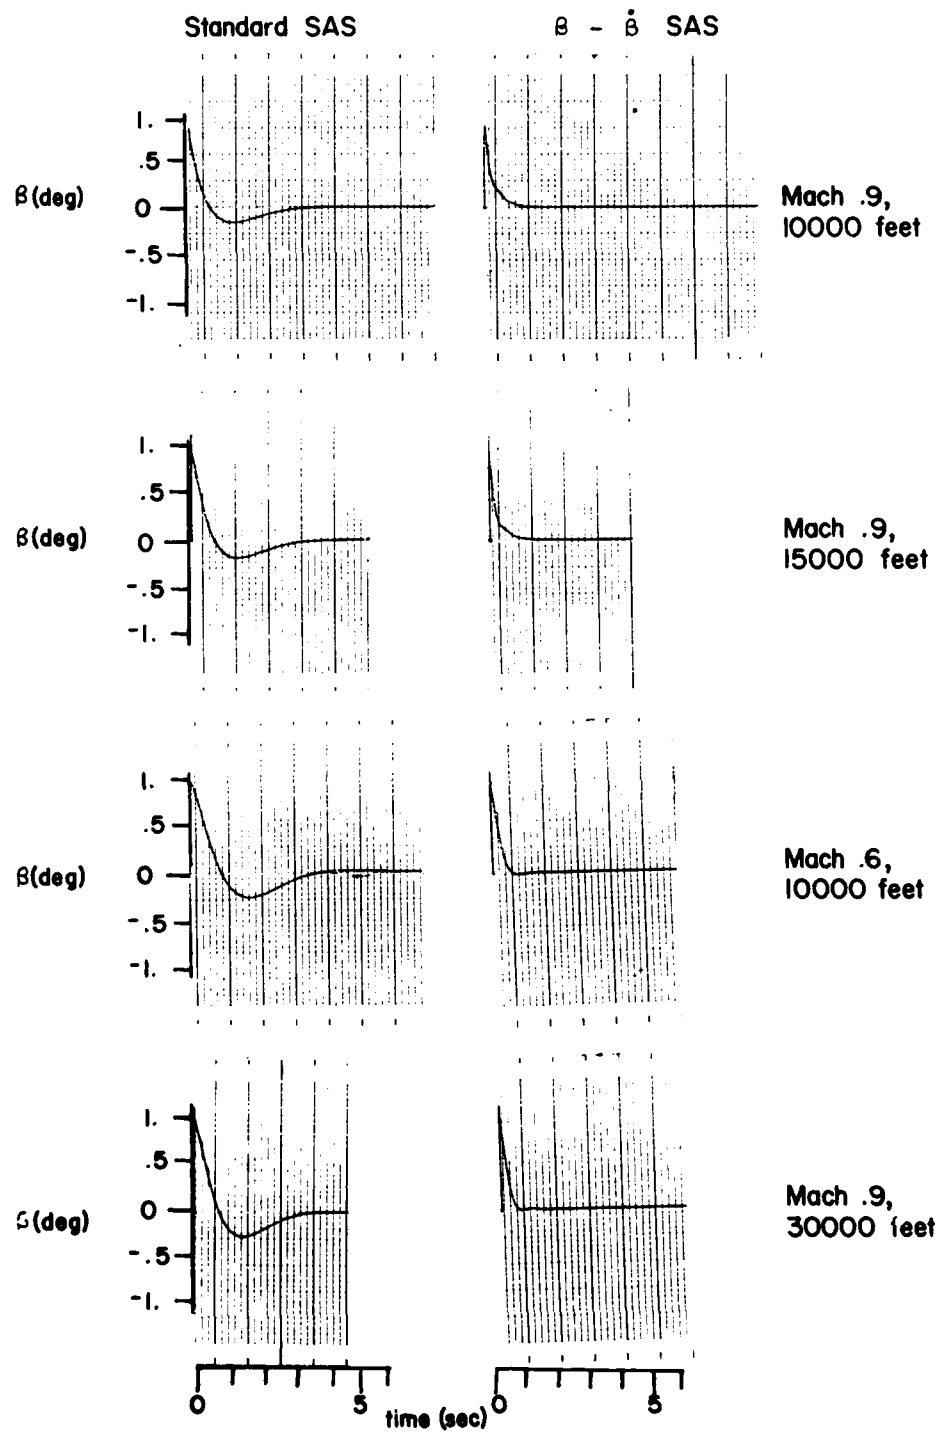 Standard SAS
β - β̇ SAS
1.
.5
β(deg)
0
-.5
-1.
Mach .9,
10000 feet
1.
.5
β(deg)
0
-.5
-1.
Mach .9,
15000 feet
1.
.5
β(deg)
0
-.5
-1.
Mach .6,
10000 feet
1.
.5
β(deg)
0
-.5
-1.
Mach .9,
30000 feet
0 5
time (sec)
0 5